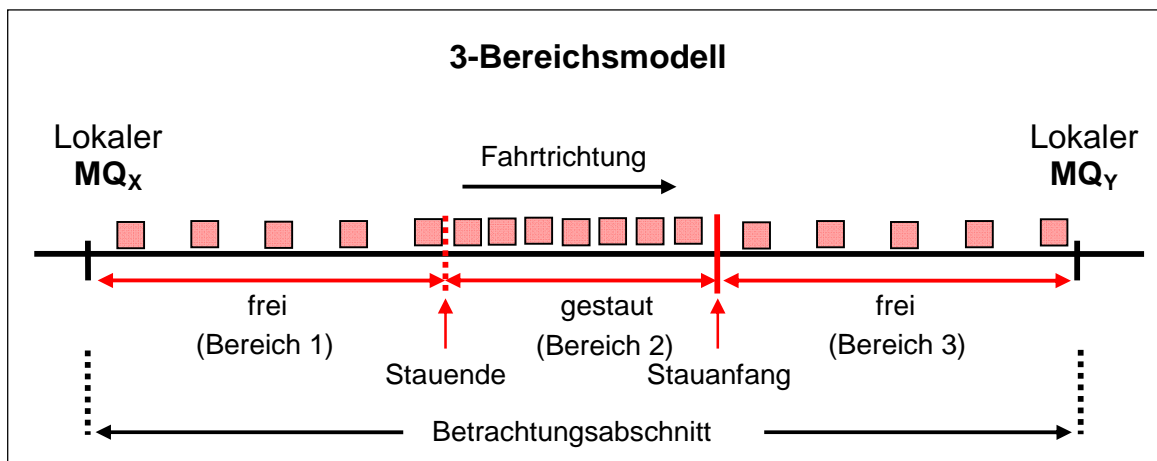 3-Bereichsmodell
Lokaler
MQX
Lokaler
MQY
Fahrtrichtung
frei
(Bereich 1)
gestaut
(Bereich 2)
frei
(Bereich 3)
Stauende
Stauanfang
Betrachtungsabschnitt